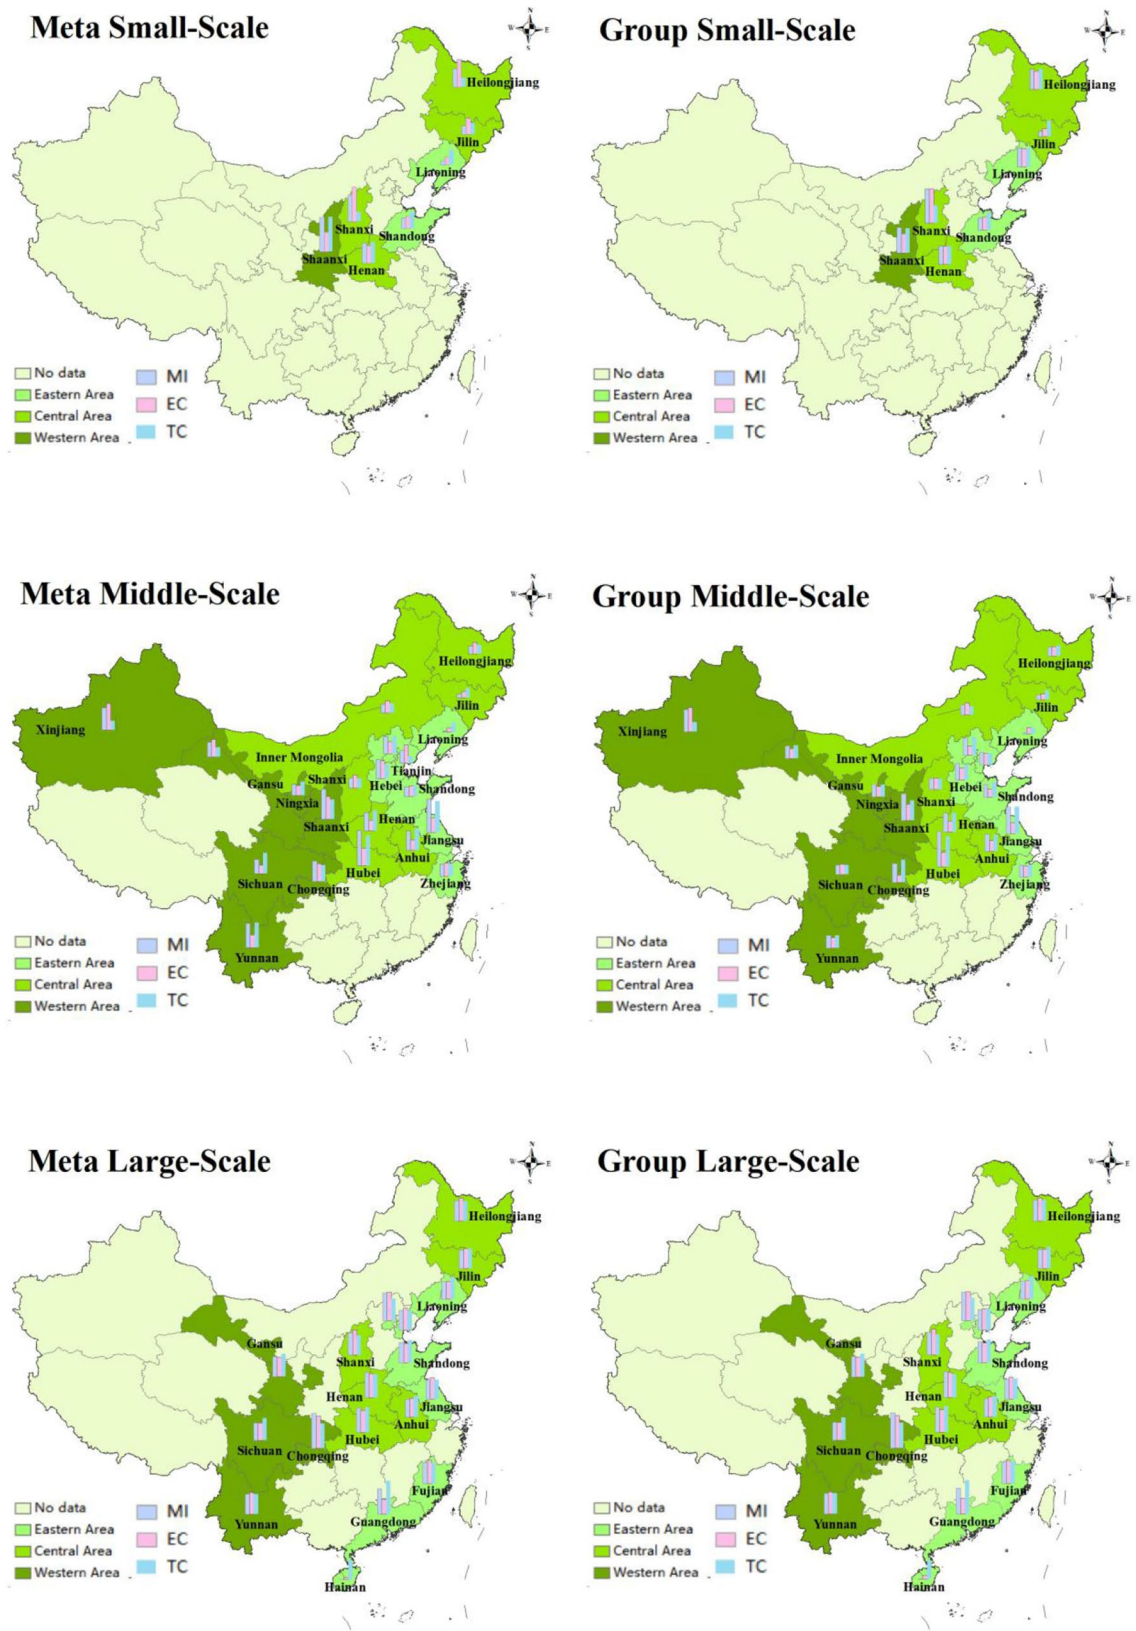 Meta Small-Scale
N
W
E
S
Heilongjiang
Jilin
Liaoning
Shanxi
Shandong
Shaanxi
Henan
No data
MI
Eastern Area
EC
Central Area
TC
Western Area
Group Small-Scale
N
W
E
S
Heilongjiang
Jilin
Liaoning
Shanxi
Shandong
Shaanxi
Henan
No data
MI
Eastern Area
EC
Central Area
TC
Western Area
Meta Middle-Scale
N
W
E
S
Heilongjiang
Jilin
Xinjiang
Liaoning
Inner Mongolia
Tianjin
Gansu
Shanxi
Hebei
Shandong
Ningxia
Henan
Shaanxi
Jiangsu
Anhui
Hubei
Sichuan
Chongqing
Zhejiang
Yunnan
No data
MI
Eastern Area
EC
Central Area
TC
Western Area
Group Middle-Scale
N
W
E
S
Heilongjiang
Jilin
Xinjiang
Liaoning
Inner Mongolia
Gansu
Hebei
Shandong
Ningxia
Shanxi
Shaanxi
Henan
Jiangsu
Anhui
Hubei
Sichuan
Chongqing
Zhejiang
Yunnan
No data
MI
Eastern Area
EC
Central Area
TC
Western Area
Meta Large-Scale
N
W
E
S
Heilongjiang
Jilin
Liaoning
Gansu
Shanxi
Shandong
Henan
Jiangsu
Anhui
Hubei
Sichuan
Chongqing
Fujian
Yunnan
Guangdong
Hainan
No data
MI
Eastern Area
EC
Central Area
TC
Western Area
Group Large-Scale
N
W
E
S
Heilongjiang
Jilin
Liaoning
Gansu
Shanxi
Shandong
Henan
Jiangsu
Anhui
Hubei
Sichuan
Chongqing
Fujian
Yunnan
Guangdong
Hainan
No data
MI
Eastern Area
EC
Central Area
TC
Western Area